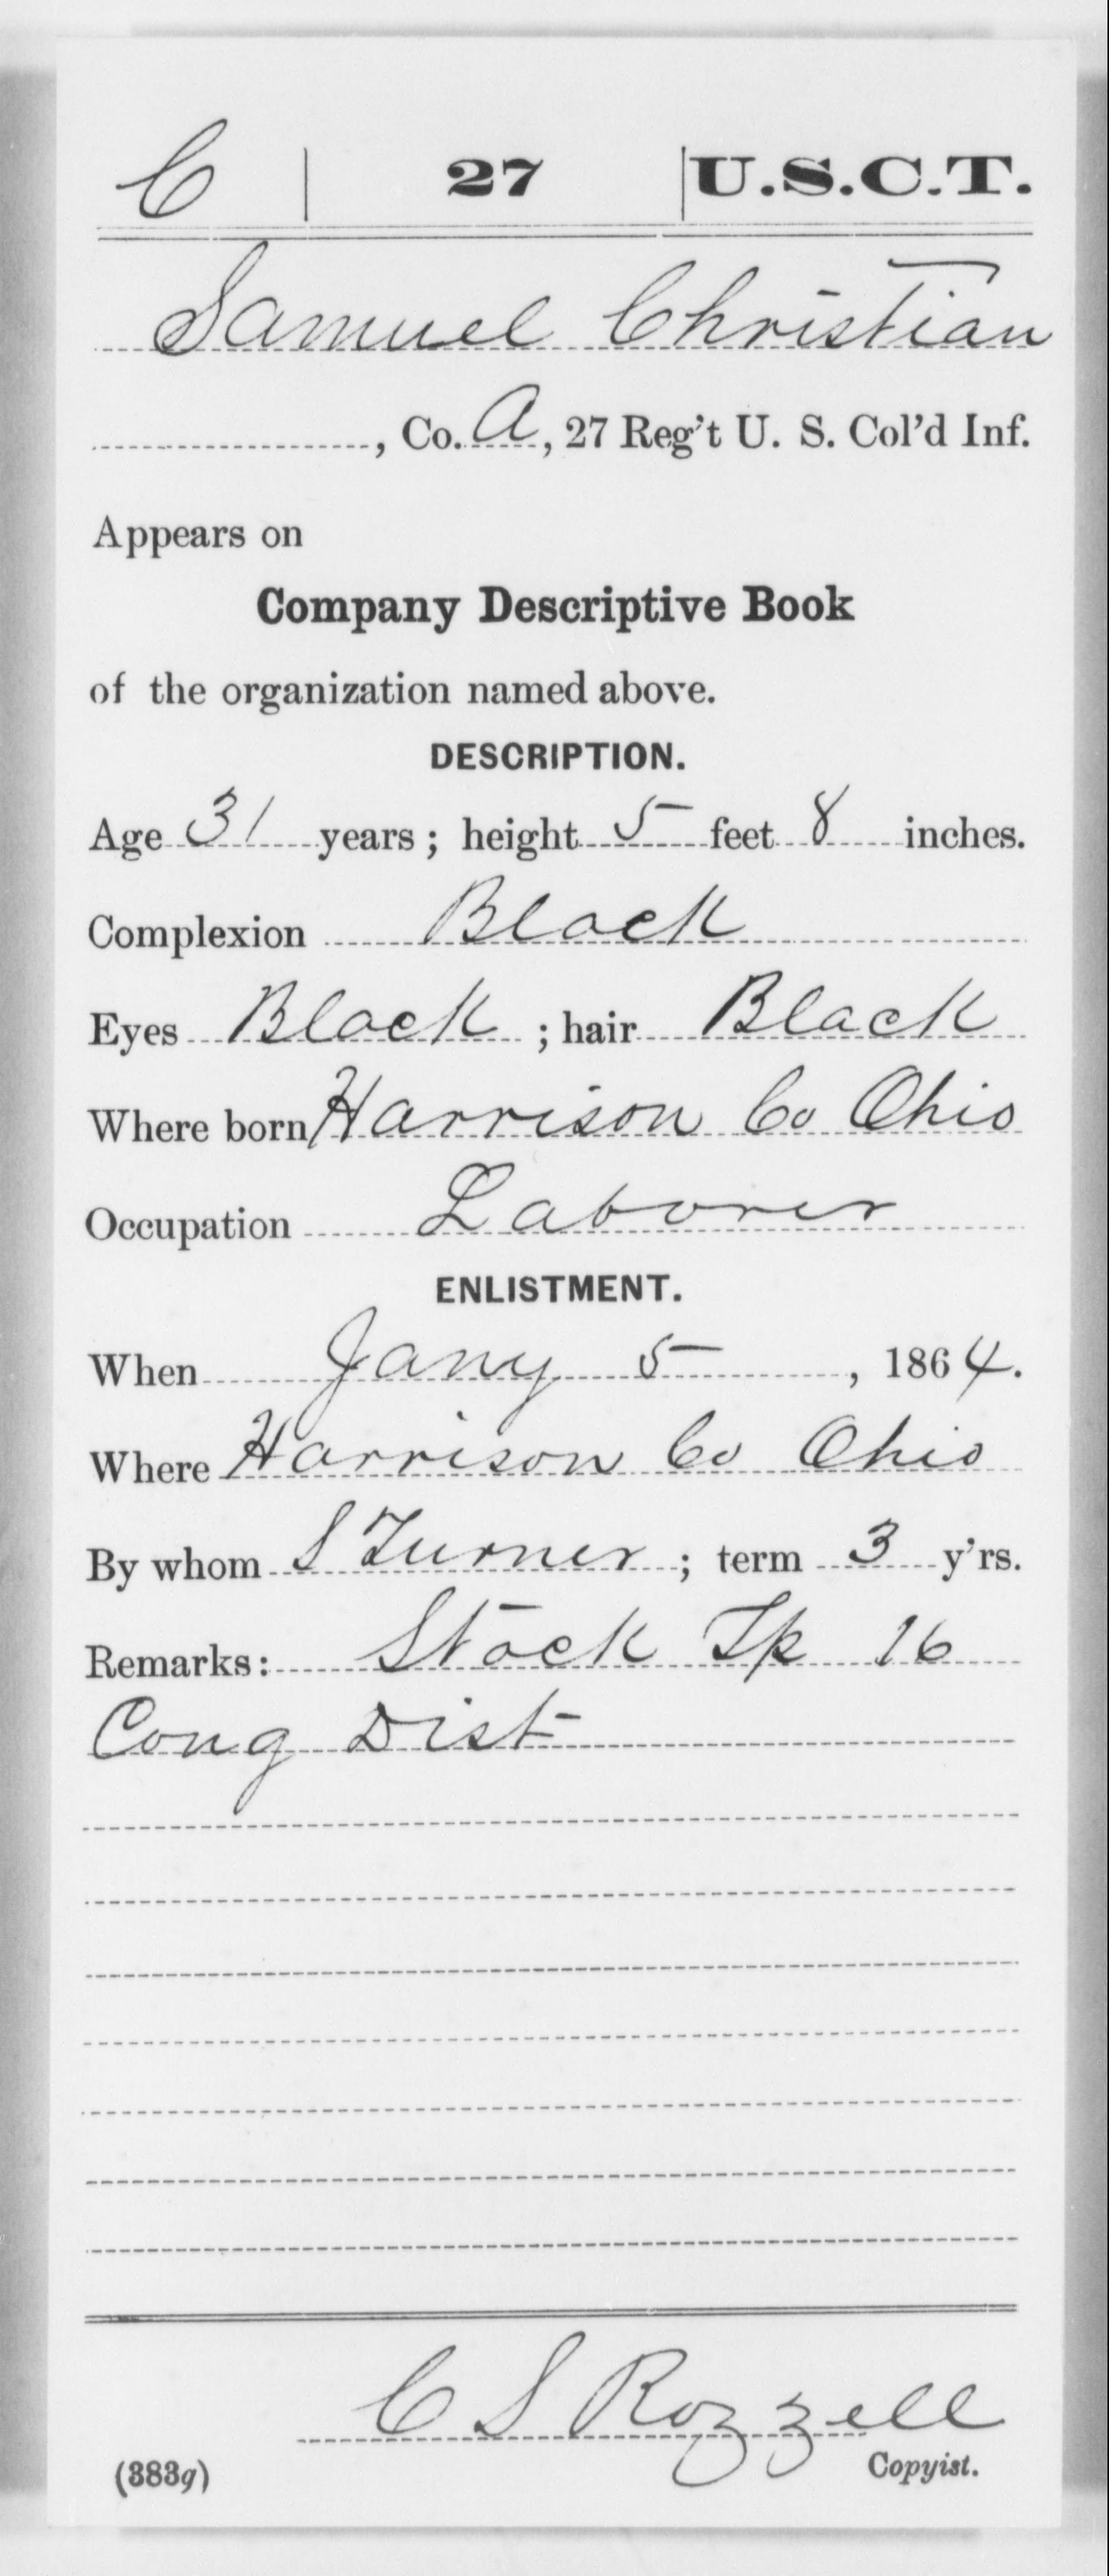 C | 27 | U.S.C.T.
Samuel Christian
, Co. A, 27 Reg't U. S. Col'd Inf.
Appears on
Company Descriptive Book
of the organization named above.
DESCRIPTION.
Age 31 years; height 5 feet 8 inches.
Complexion Black
Eyes Black; hair Black
Where born Harrison Co Ohio
Occupation Laborer
ENLISTMENT.
When Jany 5, 1864.
Where Harrison Co Ohio
By whom S Turner; term 3 y'rs.
Remarks: Stock Tp 16
Cong Dist
C S Rozzell
(383g) Copyist.